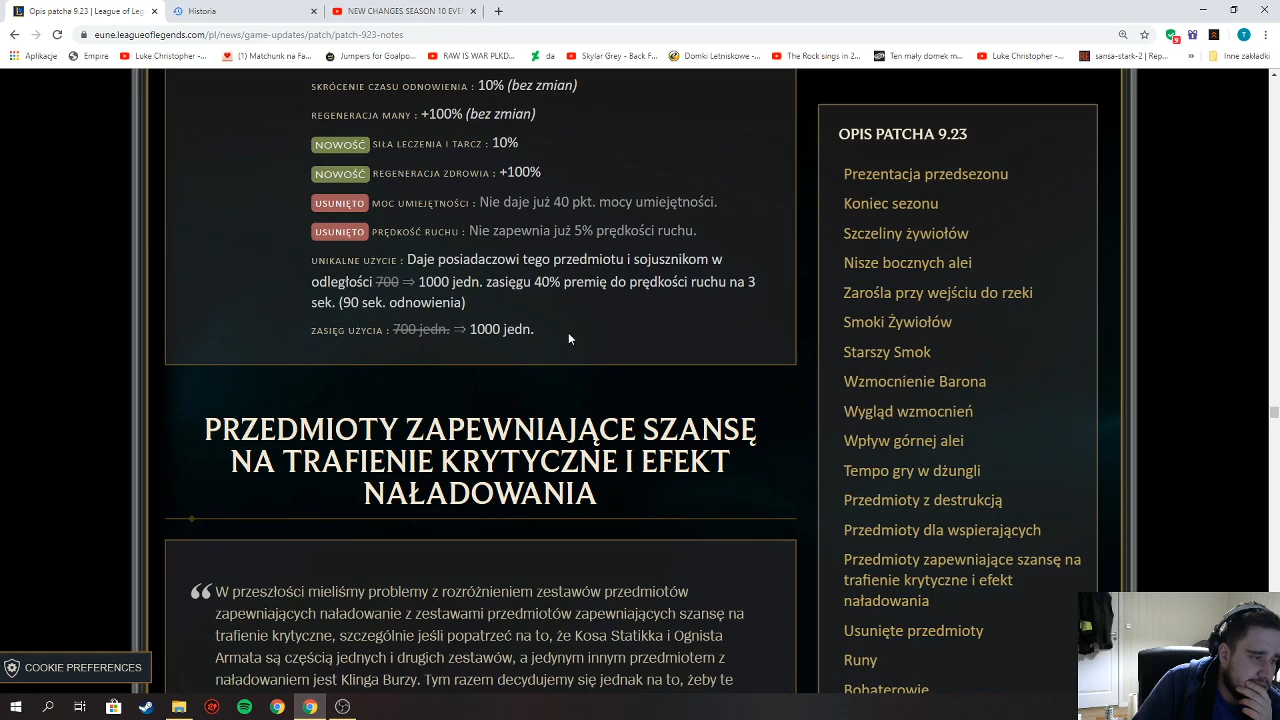 Opis patcha 9.23 | League of Leg
Historia
NEW CHANGES SEASON 10 EVE
eune.leagueoflegends.com/pl/news/game-updates/patch/patch-923-notes
9
T
Aplikacje
Empire
Luke Christopher -...
(1) Matchunk na Fa...
Jumpers for Goalpo...
RAW IS WAR PLKD...
da
Skylar Grey - Back F...
Domki Letniskowe -...
The Rock sings in 2...
Ten mały domek m...
Luke Christopher -...
sansa-stark-2 | Rep...
»
Inne zakładki
SKRÓCENIE CZASU ODNOWIENIA : 10% (bez zmian)
REGENERACJA MANY : +100% (bez zmian)
NOWOŚĆ SIŁA LECZENIA I TARCZ : 10%
NOWOŚĆ REGENERACJA ZDROWIA : +100%
USUNIĘTO MOC UMIEJĘTNOŚCI : Nie daje już 40 pkt. mocy umiejętności.
USUNIĘTO PRĘDKOŚĆ RUCHU : Nie zapewnia już 5% prędkości ruchu.
UNIKALNE UŻYCIE : Daje posiadaczowi tego przedmiotu i sojusznikom w
odległości 700 ⇒ 1000 jedn. zasięgu 40% premię do prędkości ruchu na 3
sek. (90 sek. odnowienia)
ZASIĘG UŻYCIA : 700 jedn. ⇒ 1000 jedn.
PRZEDMIOTY ZAPEWNIAJĄCE SZANSĘ
NA TRAFIENIE KRYTYCZNE I EFEKT
NAŁADOWANIA
W przeszłości mieliśmy problemy z rozróżnieniem zestawów przedmiotów
zapewniających naładowanie z zestawami przedmiotów zapewniających szansę na
trafienie krytyczne, szczególnie jeśli popatrzeć na to, że Kosa Statikka i Ognista
Armata są częścią jednych i drugich zestawów, a jedynym innym przedmiotem z
naładowaniem jest Klinga Burzy. Tym razem decydujemy się jednak na to, żeby te
OPIS PATCHA 9.23
Prezentacja przedsezonu
Koniec sezonu
Szczeliny żywiołów
Nisze bocznych alei
Zarośla przy wejściu do rzeki
Smoki Żywiołów
Starszy Smok
Wzmocnienie Barona
Wygląd wzmocnień
Wpływ górnej alei
Tempo gry w dżungli
Przedmioty z destrukcją
Przedmioty dla wspierających
Przedmioty zapewniające szansę na
trafienie krytyczne i efekt
naładowania
Usunięte przedmioty
Runy
Bohaterowie
COOKIE PREFERENCES